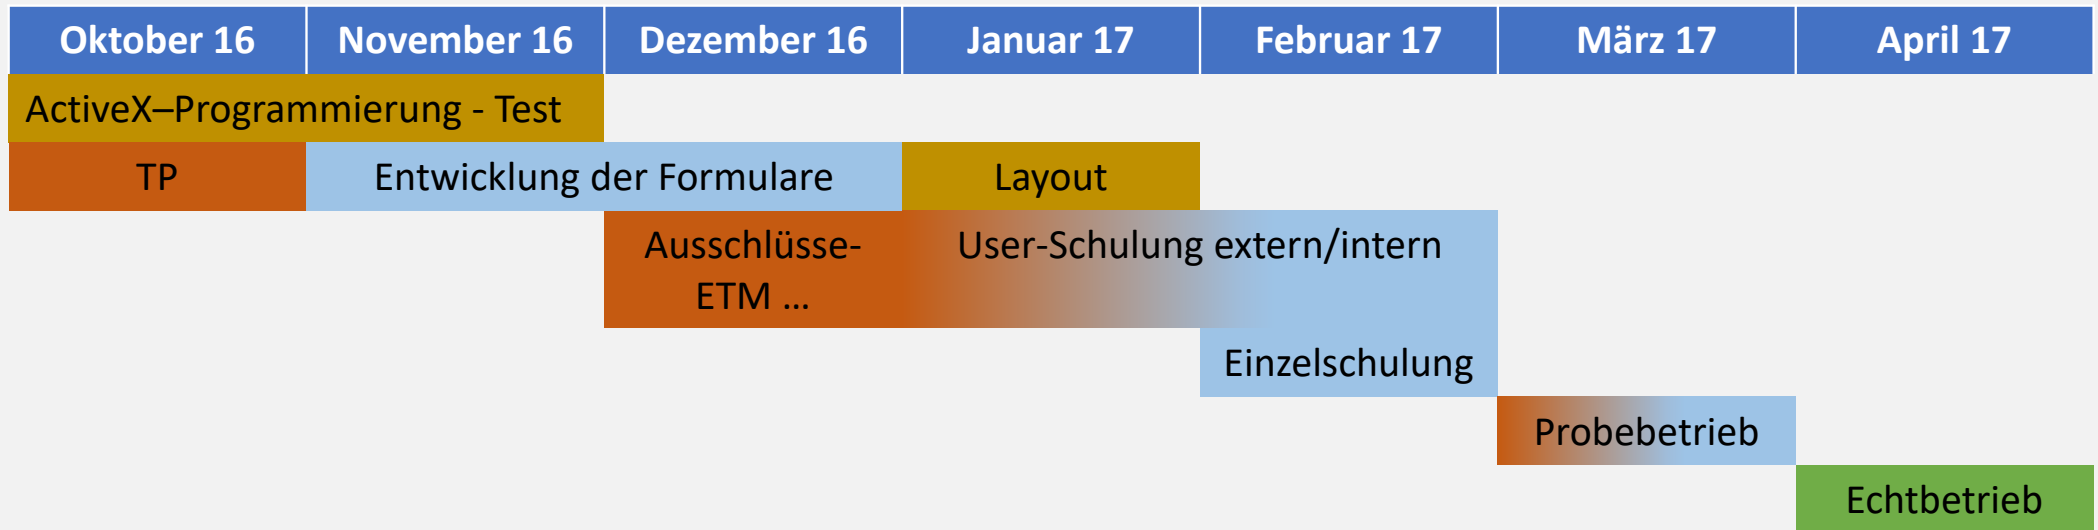 Oktober 16 November 16 Dezember 16 Januar 17 Februar 17 März 17 April 17
ActiveX–Programmierung - Test
TP Entwicklung der Formulare Layout
Ausschlüsse- User-Schulung extern/intern
ETM ...
Einzelschulung
Probebetrieb
Echtbetrieb